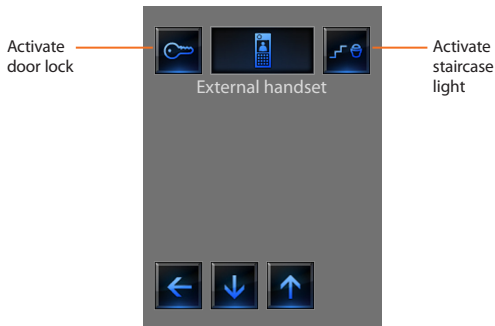 Activate
door lock
External handset
Activate
staircase
light